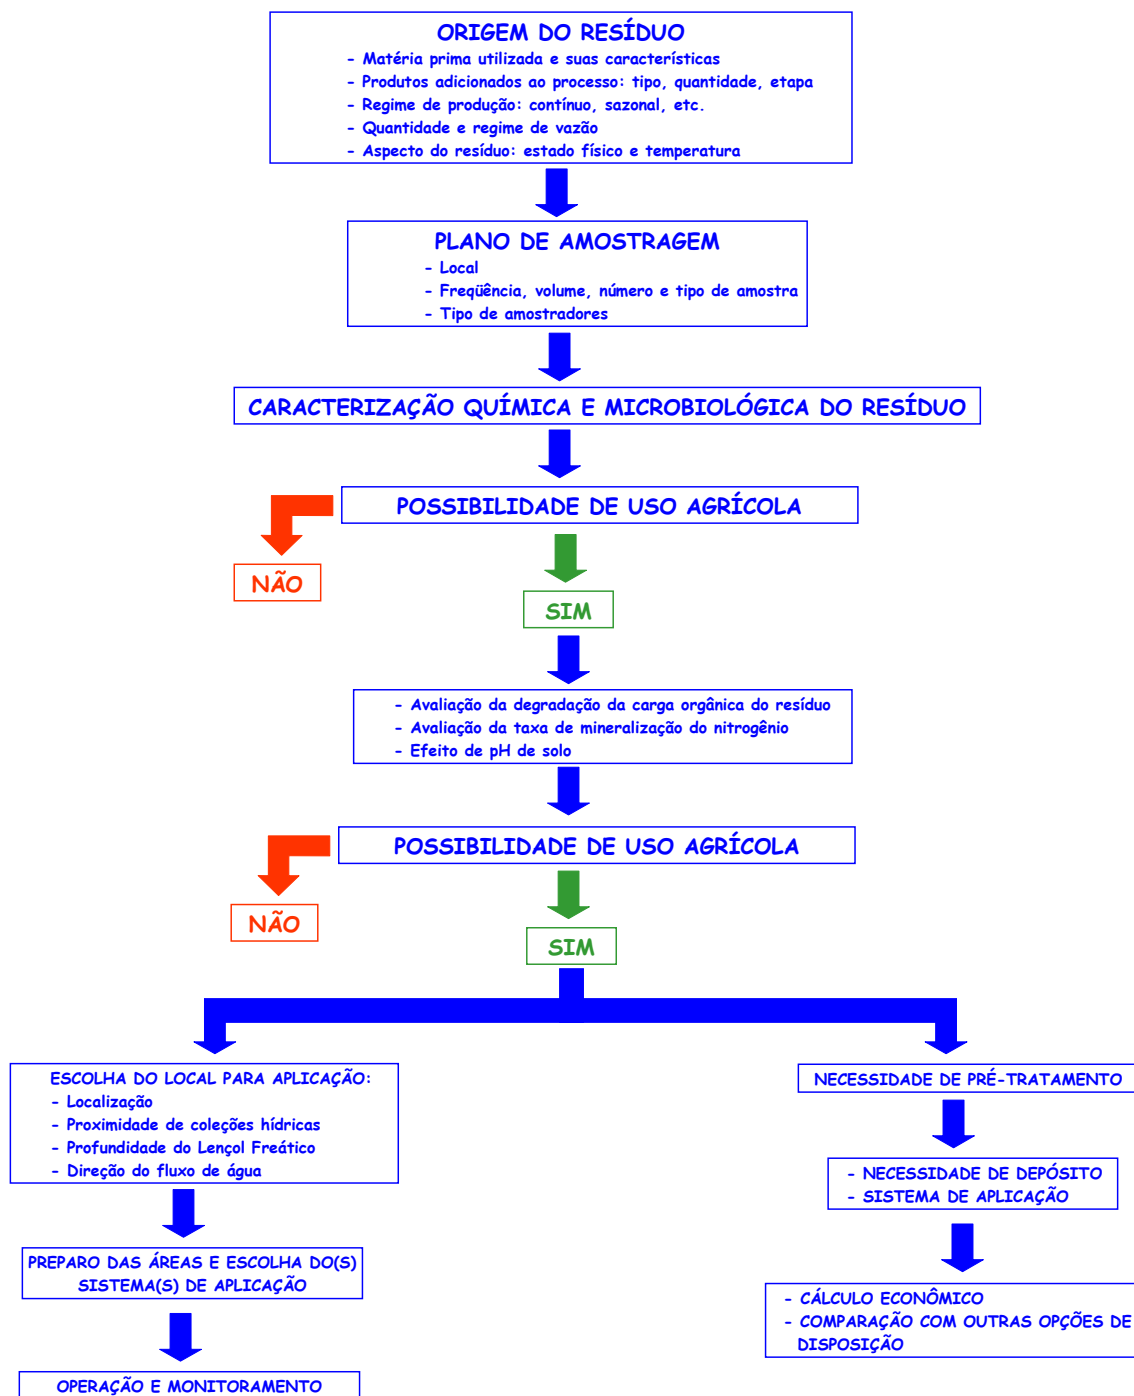 ORIGEM DO RESÍDUO
- Matéria prima utilizada e suas características
- Produtos adicionados ao processo: tipo, quantidade, etapa
- Regime de produção: contínuo, sazonal, etc.
- Quantidade e regime de vazão
- Aspecto do resíduo: estado físico e temperatura
PLANO DE AMOSTRAGEM
- Local
- Freqüência, volume, número e tipo de amostra
- Tipo de amostradores
CARACTERIZAÇÃO QUÍMICA E MICROBIOLÓGICA DO RESÍDUO
POSSIBILIDADE DE USO AGRÍCOLA
NÃO
SIM
- Avaliação da degradação da carga orgânica do resíduo
- Avaliação da taxa de mineralização do nitrogênio
- Efeito de pH de solo
POSSIBILIDADE DE USO AGRÍCOLA
NÃO
SIM
ESCOLHA DO LOCAL PARA APLICAÇÃO:
- Localização
- Proximidade de coleções hídricas
- Profundidade do Lençol Freático
- Direção do fluxo de água
PREPARO DAS ÁREAS E ESCOLHA DO(S)
SISTEMA(S) DE APLICAÇÃO
OPERAÇÃO E MONITORAMENTO
NECESSIDADE DE PRÉ-TRATAMENTO
- NECESSIDADE DE DEPÓSITO
- SISTEMA DE APLICAÇÃO
- CÁLCULO ECONÔMICO
- COMPARAÇÃO COM OUTRAS OPÇÕES DE
DISPOSIÇÃO